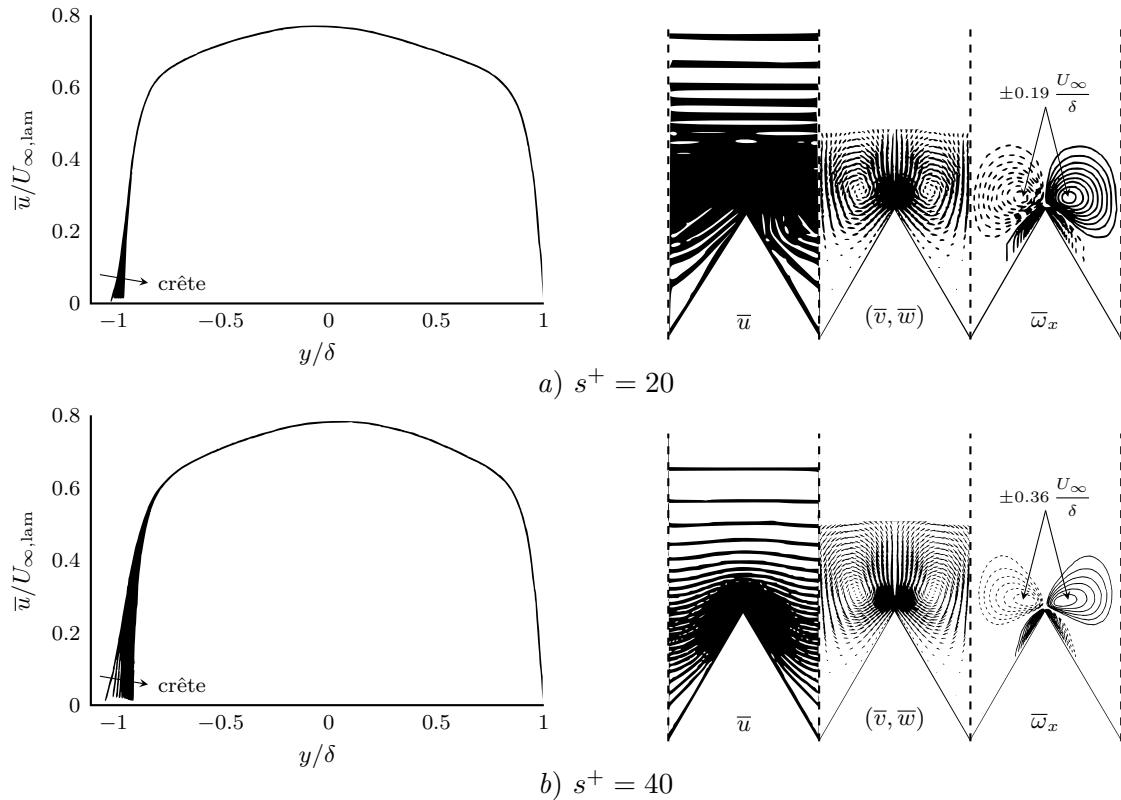 0.8
0.6
0.4
0.2
0
u̅/U∞,lam
−1
−0.5
0
0.5
1
y/δ
crête
±0.19 U∞/δ
u̅
(v̅, w̅)
ω̅x
a) s⁺ = 20
0.8
0.6
0.4
0.2
0
u̅/U∞,lam
−1
−0.5
0
0.5
1
y/δ
crête
±0.36 U∞/δ
u̅
(v̅, w̅)
ω̅x
b) s⁺ = 40